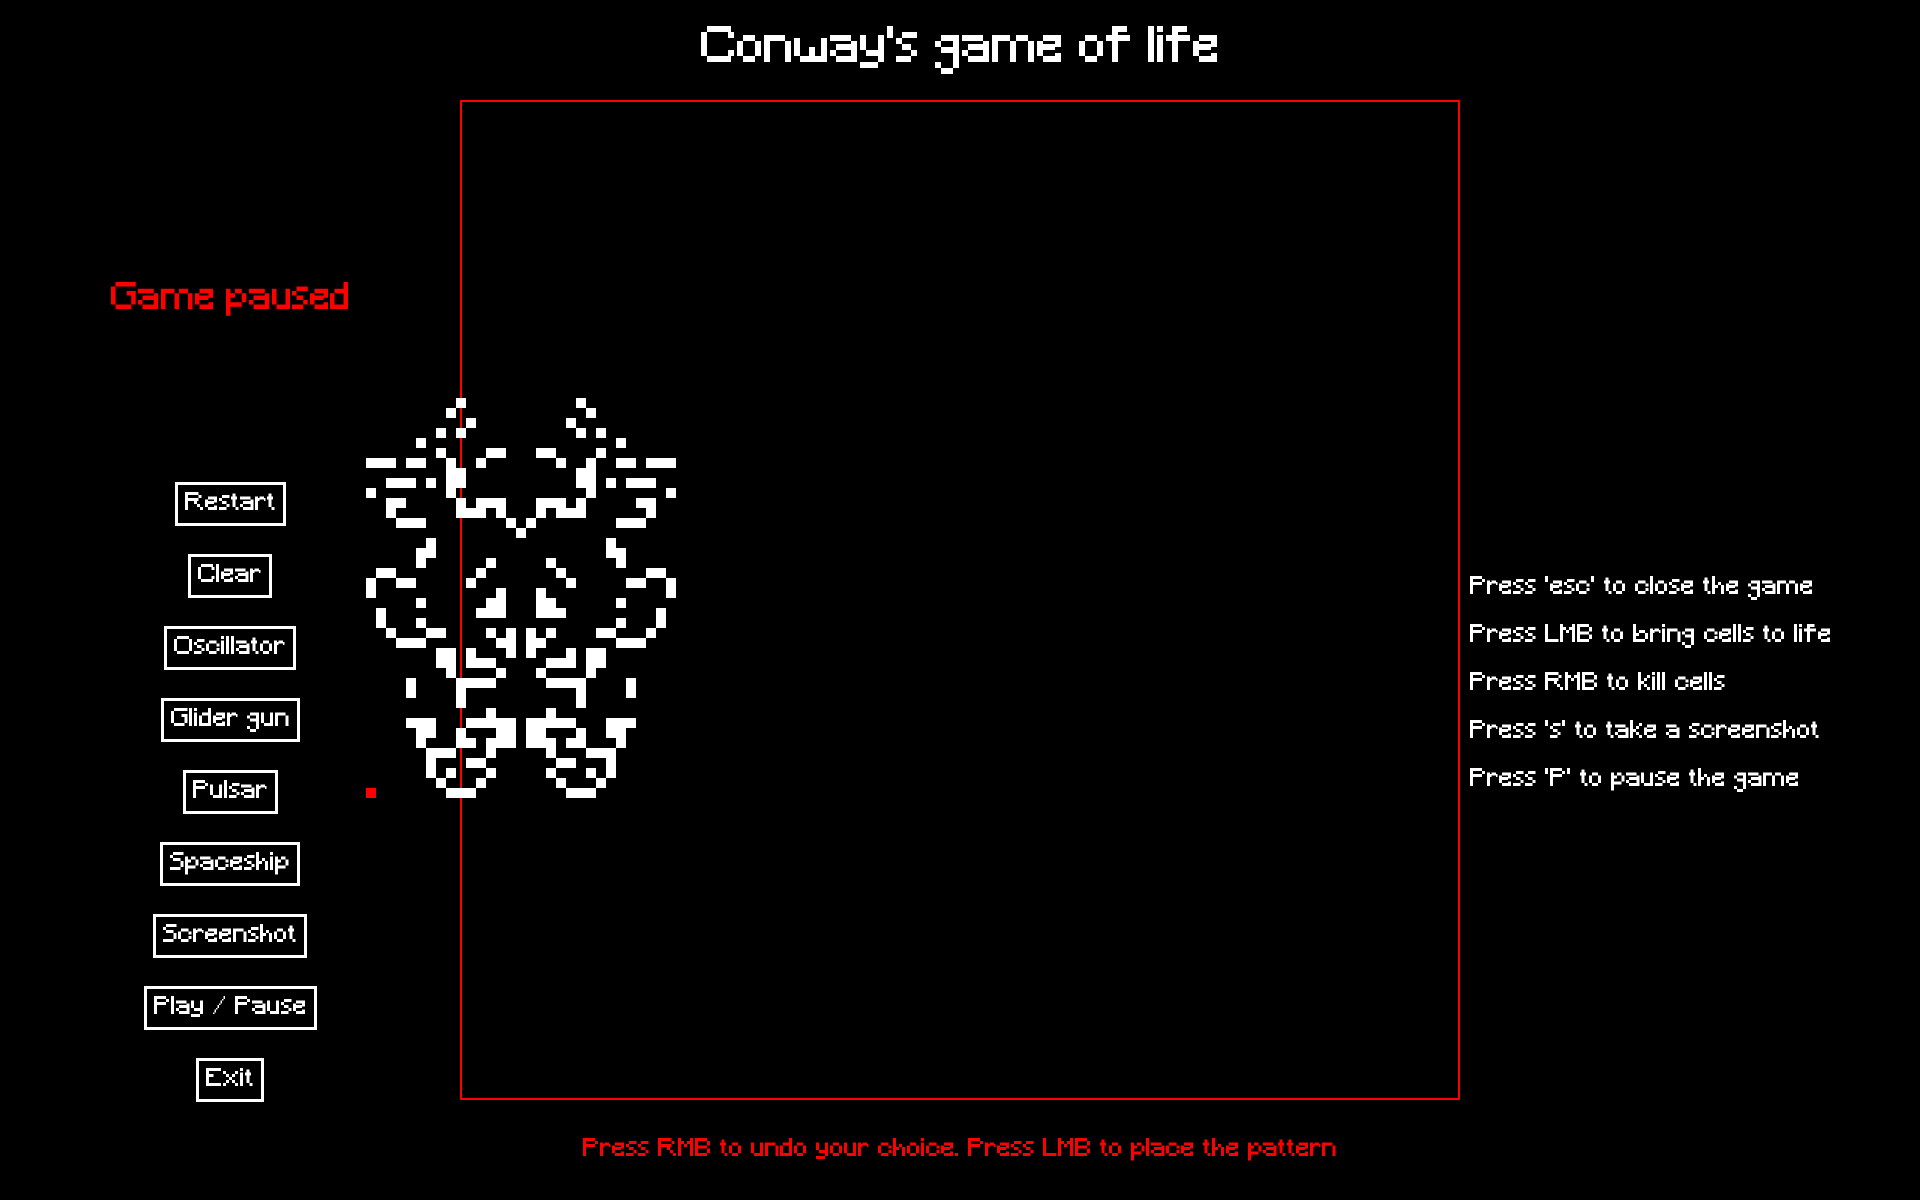 Conway's game of life
Game paused
Restart
Clear
Oscillator
Glider gun
Pulsar
Spaceship
Screenshot
Play / Pause
Exit
Press 'esc' to close the game
Press LMB to bring cells to life
Press RMB to kill cells
Press 's' to take a screenshot
Press 'P' to pause the game
Press RMB to undo your choice. Press LMB to place the pattern